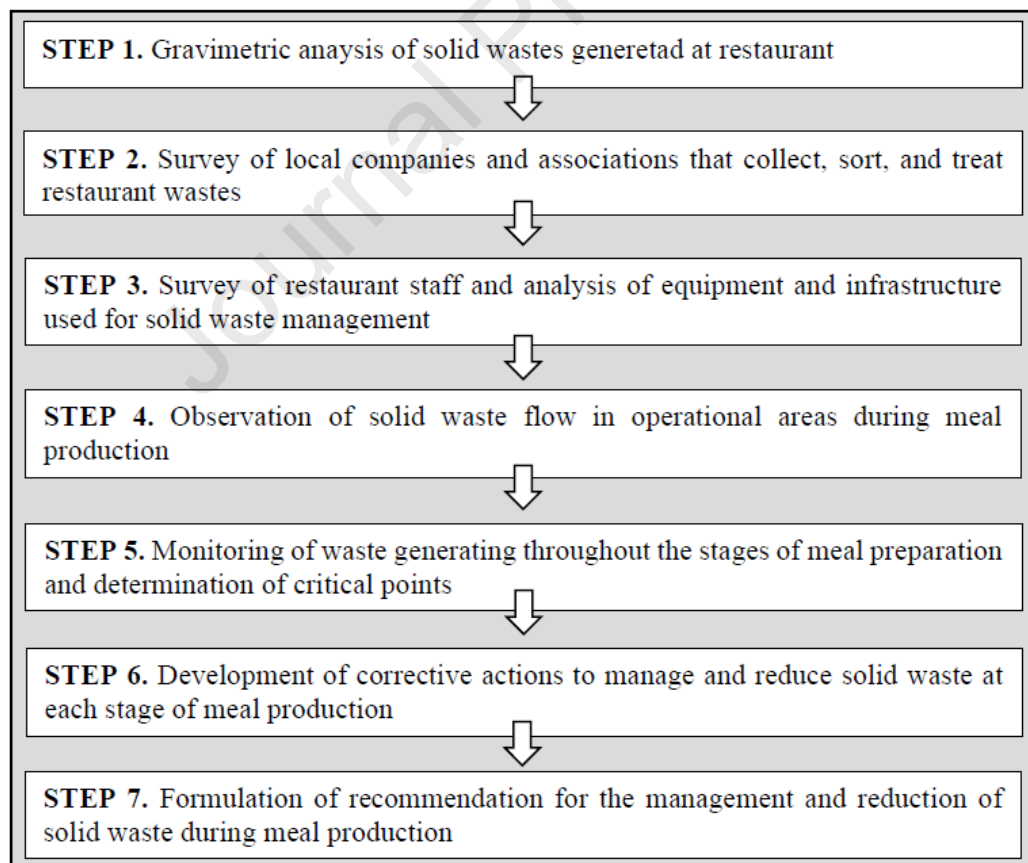 STEP 1. Gravimetric anaysis of solid wastes generetad at restaurant
STEP 2. Survey of local companies and associations that collect, sort, and treat
restaurant wastes
STEP 3. Survey of restaurant staff and analysis of equipment and infrastructure
used for solid waste management
STEP 4. Observation of solid waste flow in operational areas during meal
production
STEP 5. Monitoring of waste generating throughout the stages of meal preparation
and determination of critical points
STEP 6. Development of corrective actions to manage and reduce solid waste at
each stage of meal production
STEP 7. Formulation of recommendation for the management and reduction of
solid waste during meal production
Journal P